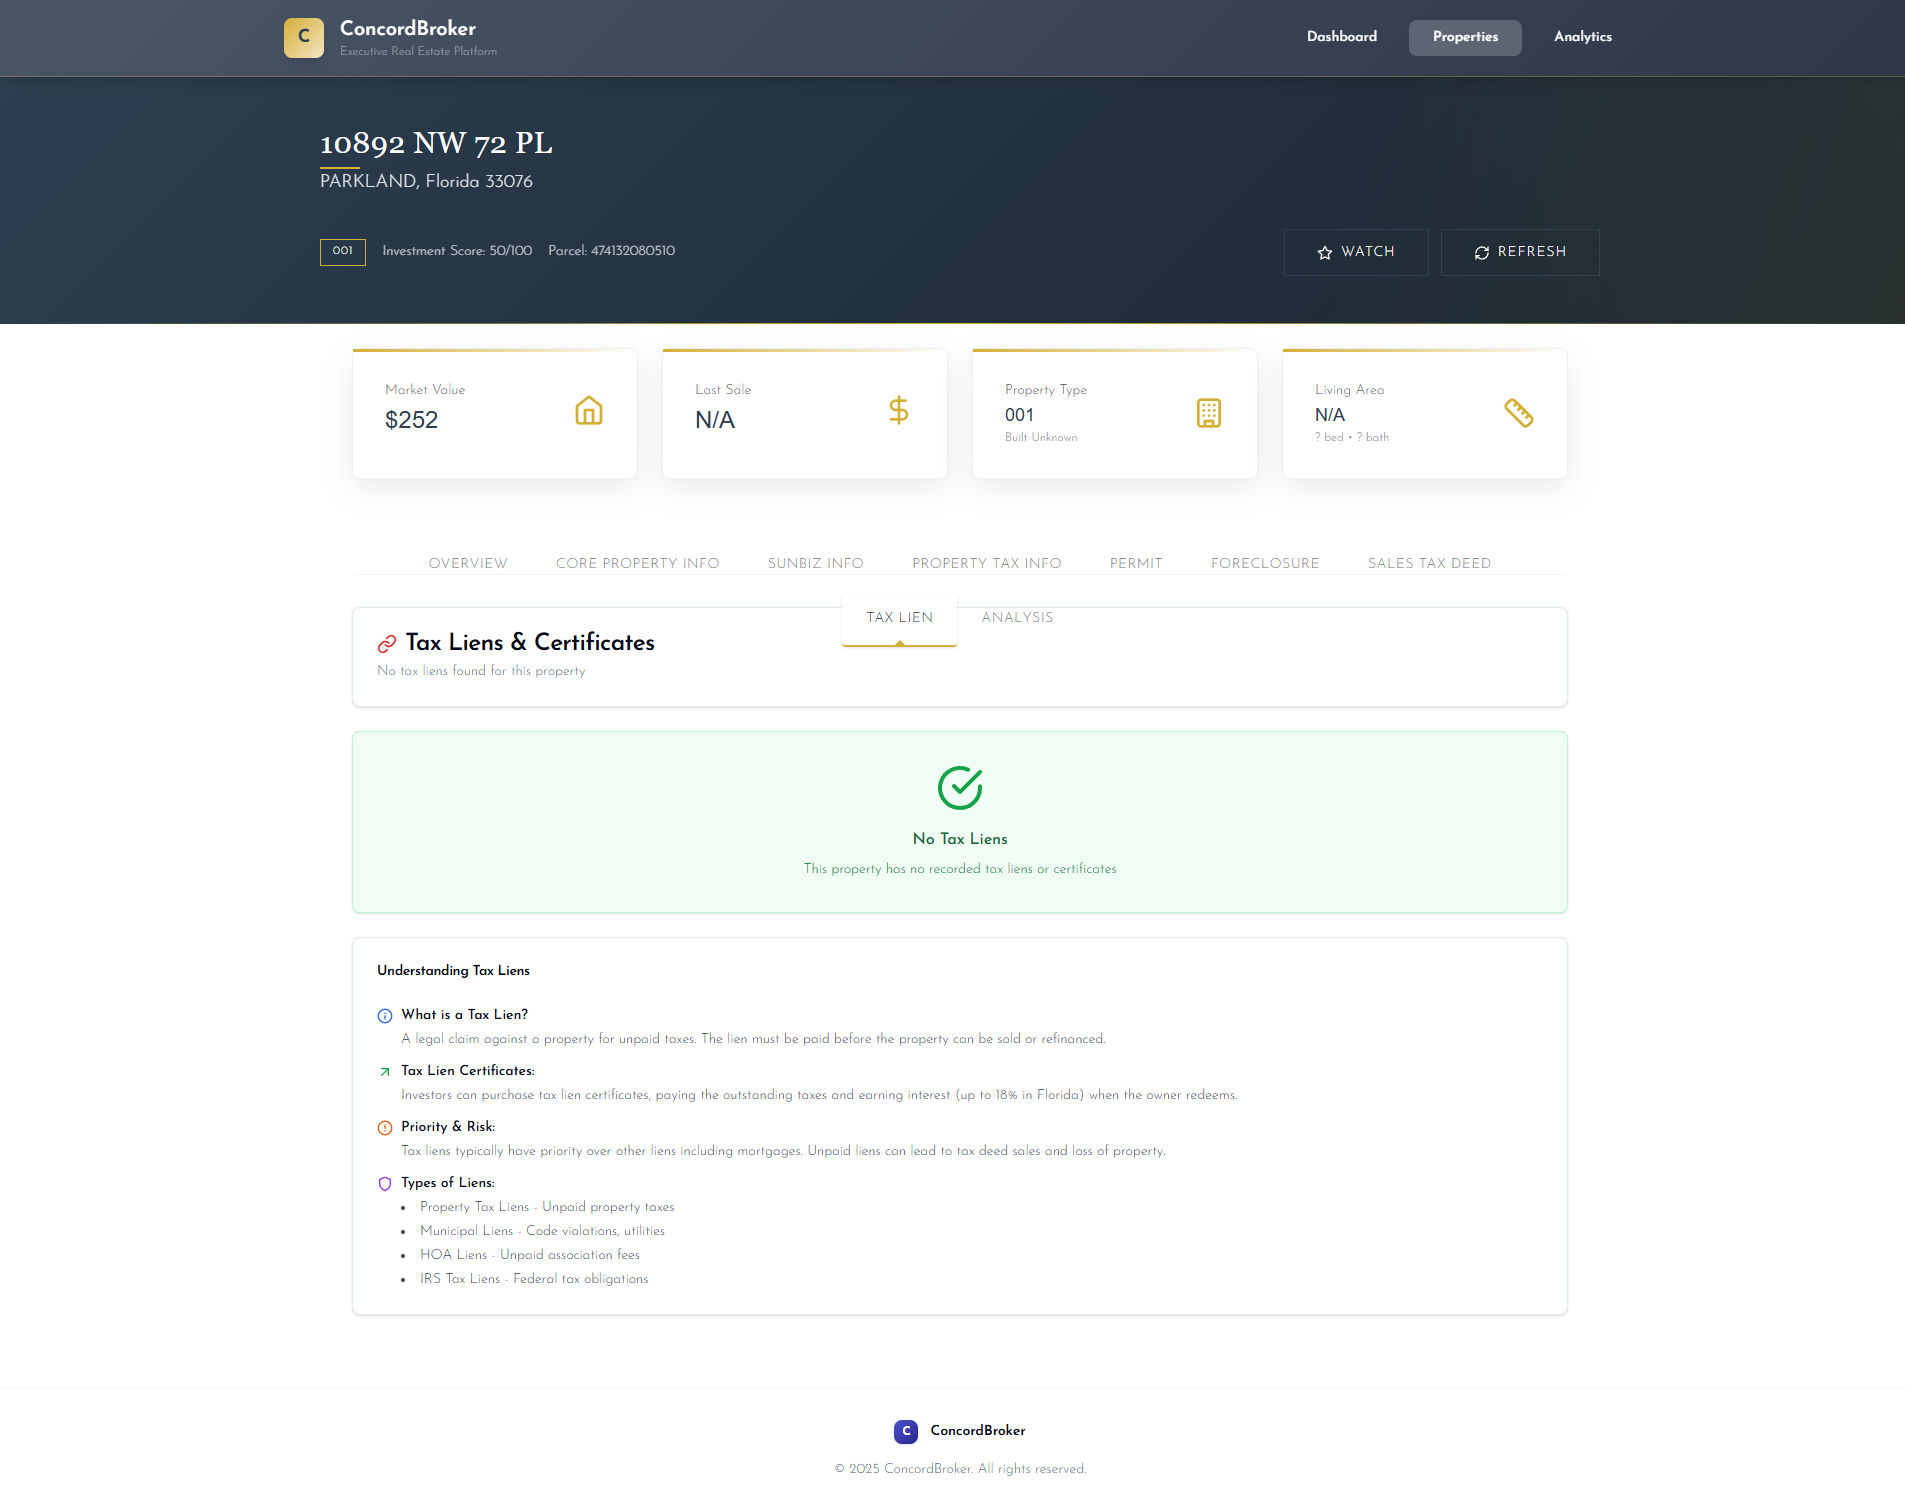 C
ConcordBroker
Executive Real Estate Platform
Dashboard
Properties
Analytics
10892 NW 72 PL
PARKLAND, Florida 33076
001
Investment Score: 50/100
Parcel: 474132080510
WATCH
REFRESH
Market Value
$252
Last Sale
N/A
Property Type
001
Built Unknown
Living Area
N/A
? bed • ? bath
OVERVIEW
CORE PROPERTY INFO
SUNBIZ INFO
PROPERTY TAX INFO
PERMIT
FORECLOSURE
SALES TAX DEED
TAX LIEN
ANALYSIS
Tax Liens & Certificates
No tax liens found for this property
No Tax Liens
This property has no recorded tax liens or certificates
Understanding Tax Liens
What is a Tax Lien?
A legal claim against a property for unpaid taxes. The lien must be paid before the property can be sold or refinanced.
Tax Lien Certificates:
Investors can purchase tax lien certificates, paying the outstanding taxes and earning interest (up to 18% in Florida) when the owner redeems.
Priority & Risk:
Tax liens typically have priority over other liens including mortgages. Unpaid liens can lead to tax deed sales and loss of property.
Types of Liens:
• Property Tax Liens - Unpaid property taxes
• Municipal Liens - Code violations, utilities
• HOA Liens - Unpaid association fees
• IRS Tax Liens - Federal tax obligations
C
ConcordBroker
© 2025 ConcordBroker. All rights reserved.